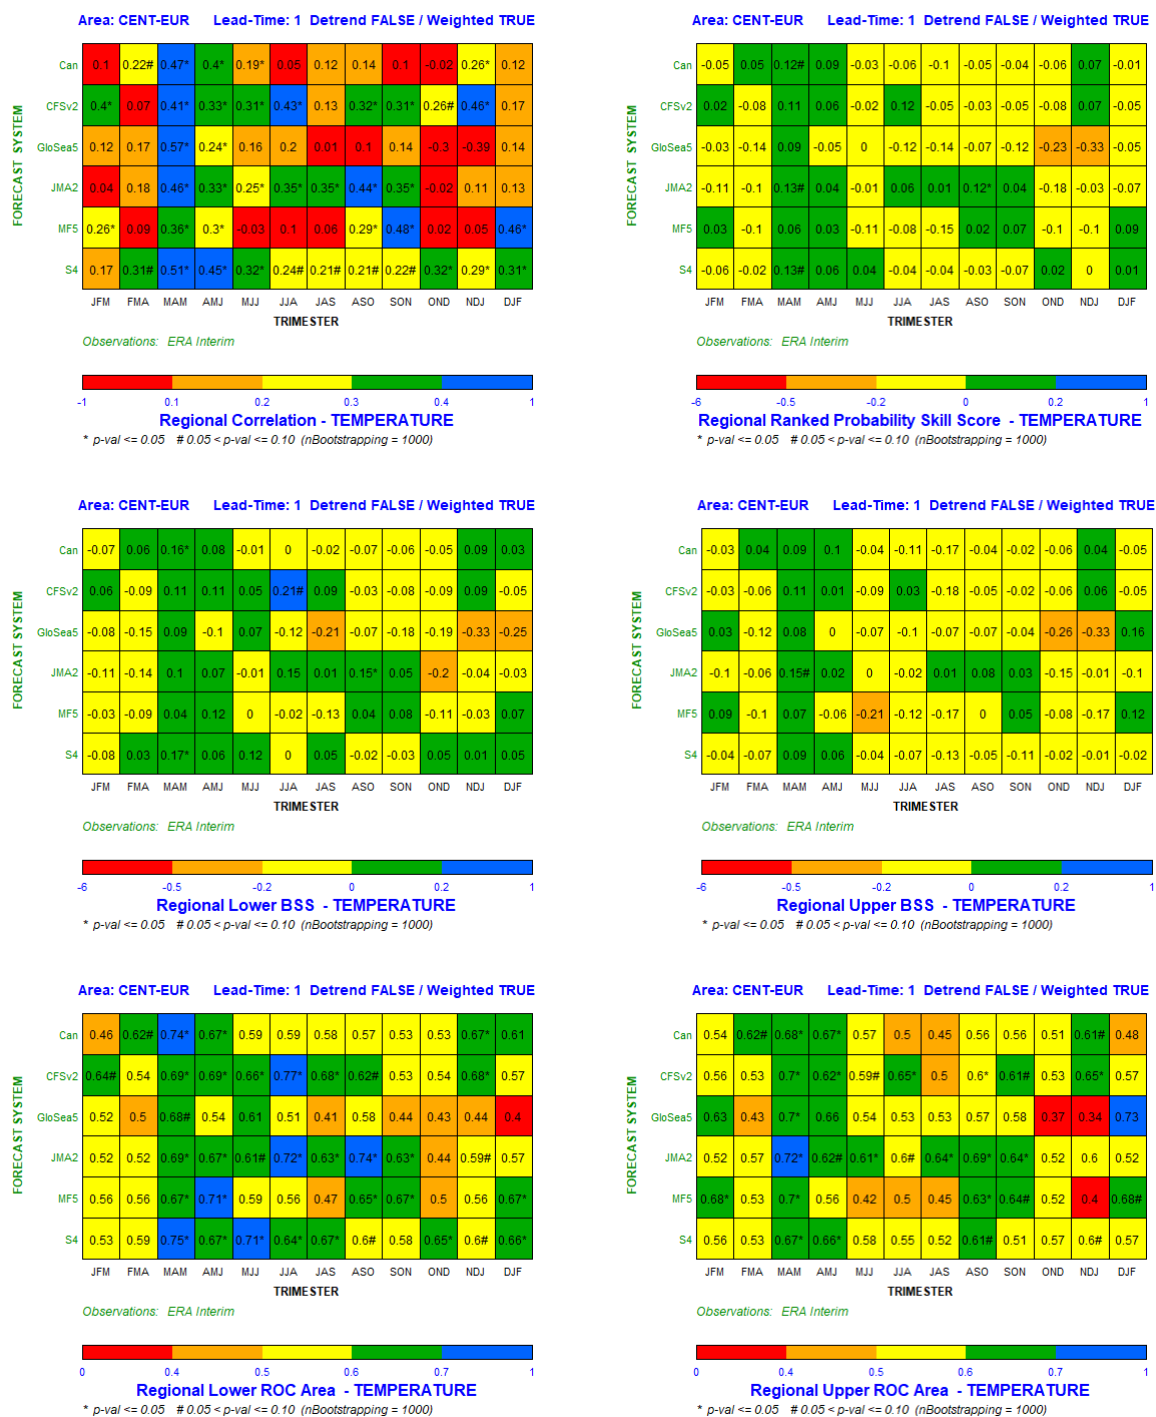 Area: CENT-EUR Lead-Time: 1 Detrend FALSE / Weighted TRUE
FORECAST SYSTEM
Can 0.1 0.22# 0.47* 0.4* 0.19* 0.05 0.12 0.14 0.1 -0.02 0.26* 0.12
CFSv2 0.4* 0.07 0.41* 0.33* 0.31* 0.43* 0.13 0.32* 0.31* 0.26# 0.46* 0.17
GloSea5 0.12 0.17 0.57* 0.24* 0.16 0.2 0.01 0.1 0.14 -0.3 -0.39 0.14
JMA2 0.04 0.18 0.46* 0.33* 0.25* 0.35* 0.35* 0.44* 0.35* -0.02 0.11 0.13
MF5 0.26* 0.09 0.36* 0.3* -0.03 0.1 0.06 0.29* 0.48* 0.02 0.05 0.46*
S4 0.17 0.31# 0.51* 0.45* 0.32* 0.24# 0.21# 0.21# 0.22# 0.32* 0.29* 0.31*
JFM FMA MAM AMJ MJJ JJA JAS ASO SON OND NDJ DJF
TRIMESTER
Observations: ERA Interim
-1 0.1 0.2 0.3 0.4 1
Regional Correlation - TEMPERATURE
* p-val <= 0.05 # 0.05 < p-val <= 0.10 (nBootstrapping = 1000)
Area: CENT-EUR Lead-Time: 1 Detrend FALSE / Weighted TRUE
FORECAST SYSTEM
Can -0.05 0.05 0.12# 0.09 -0.03 -0.06 -0.1 -0.05 -0.04 -0.06 0.07 -0.01
CFSv2 0.02 -0.08 0.11 0.06 -0.02 0.12 -0.05 -0.03 -0.05 -0.08 0.07 -0.05
GloSea5 -0.03 -0.14 0.09 -0.05 0 -0.12 -0.14 -0.07 -0.12 -0.23 -0.33 -0.05
JMA2 -0.11 -0.1 0.13# 0.04 -0.01 0.06 0.01 0.12* 0.04 -0.18 -0.03 -0.07
MF5 0.03 -0.1 0.06 0.03 -0.11 -0.08 -0.15 0.02 0.07 -0.1 -0.1 0.09
S4 -0.06 -0.02 0.13# 0.06 0.04 -0.04 -0.04 -0.03 -0.07 0.02 0 0.01
JFM FMA MAM AMJ MJJ JJA JAS ASO SON OND NDJ DJF
TRIMESTER
Observations: ERA Interim
-6 -0.5 -0.2 0 0.2 1
Regional Ranked Probability Skill Score - TEMPERATURE
* p-val <= 0.05 # 0.05 < p-val <= 0.10 (nBootstrapping = 1000)
Area: CENT-EUR Lead-Time: 1 Detrend FALSE / Weighted TRUE
FORECAST SYSTEM
Can -0.07 0.06 0.16* 0.08 -0.01 0 -0.02 -0.07 -0.06 -0.05 0.09 0.03
CFSv2 0.06 -0.09 0.11 0.11 0.05 0.21# 0.09 -0.03 -0.08 -0.09 0.09 -0.05
GloSea5 -0.08 -0.15 0.09 -0.1 0.07 -0.12 -0.21 -0.07 -0.18 -0.19 -0.33 -0.25
JMA2 -0.11 -0.14 0.1 0.07 -0.01 0.15 0.01 0.15* 0.05 -0.2 -0.04 -0.03
MF5 -0.03 -0.09 0.04 0.12 0 -0.02 -0.13 0.04 0.08 -0.11 -0.03 0.07
S4 -0.08 0.03 0.17* 0.06 0.12 0 0.05 -0.02 -0.03 0.05 0.01 0.05
JFM FMA MAM AMJ MJJ JJA JAS ASO SON OND NDJ DJF
TRIMESTER
Observations: ERA Interim
-6 -0.5 -0.2 0 0.2 1
Regional Lower BSS - TEMPERATURE
* p-val <= 0.05 # 0.05 < p-val <= 0.10 (nBootstrapping = 1000)
Area: CENT-EUR Lead-Time: 1 Detrend FALSE / Weighted TRUE
FORECAST SYSTEM
Can -0.03 0.04 0.09 0.1 -0.04 -0.11 -0.17 -0.04 -0.02 -0.06 0.04 -0.05
CFSv2 -0.03 -0.06 0.11 0.01 -0.09 0.03 -0.18 -0.05 -0.02 -0.06 0.06 -0.05
GloSea5 0.03 -0.12 0.08 0 -0.07 -0.1 -0.07 -0.07 -0.04 -0.26 -0.33 0.16
JMA2 -0.1 -0.06 0.15# 0.02 0 -0.02 0.01 0.08 0.03 -0.15 -0.01 -0.1
MF5 0.09 -0.1 0.07 -0.06 -0.21 -0.12 -0.17 0 0.05 -0.08 -0.17 0.12
S4 -0.04 -0.07 0.09 0.06 -0.04 -0.07 -0.13 -0.05 -0.11 -0.02 -0.01 -0.02
JFM FMA MAM AMJ MJJ JJA JAS ASO SON OND NDJ DJF
TRIMESTER
Observations: ERA Interim
-6 -0.5 -0.2 0 0.2 1
Regional Upper BSS - TEMPERATURE
* p-val <= 0.05 # 0.05 < p-val <= 0.10 (nBootstrapping = 1000)
Area: CENT-EUR Lead-Time: 1 Detrend FALSE / Weighted TRUE
FORECAST SYSTEM
Can 0.46 0.62# 0.74* 0.67* 0.59 0.59 0.58 0.57 0.53 0.53 0.67* 0.61
CFSv2 0.64# 0.54 0.69* 0.69* 0.66* 0.77* 0.68* 0.62# 0.53 0.54 0.68* 0.57
GloSea5 0.52 0.5 0.68# 0.54 0.61 0.51 0.41 0.58 0.44 0.43 0.44 0.4
JMA2 0.52 0.52 0.69* 0.67* 0.61# 0.72* 0.63* 0.74* 0.63* 0.44 0.59# 0.57
MF5 0.56 0.56 0.67* 0.71* 0.59 0.56 0.47 0.65* 0.67* 0.5 0.56 0.67*
S4 0.53 0.59 0.75* 0.67* 0.71* 0.64* 0.67* 0.6# 0.58 0.65* 0.6# 0.66*
JFM FMA MAM AMJ MJJ JJA JAS ASO SON OND NDJ DJF
TRIMESTER
Observations: ERA Interim
0 0.4 0.5 0.6 0.7 1
Regional Lower ROC Area - TEMPERATURE
* p-val <= 0.05 # 0.05 < p-val <= 0.10 (nBootstrapping = 1000)
Area: CENT-EUR Lead-Time: 1 Detrend FALSE / Weighted TRUE
FORECAST SYSTEM
Can 0.54 0.62# 0.68* 0.67* 0.57 0.5 0.45 0.56 0.56 0.51 0.61# 0.48
CFSv2 0.56 0.53 0.7* 0.62* 0.59# 0.65* 0.5 0.6* 0.61# 0.53 0.65* 0.57
GloSea5 0.63 0.43 0.7* 0.66 0.54 0.53 0.53 0.57 0.58 0.37 0.34 0.73
JMA2 0.52 0.57 0.72* 0.62# 0.61* 0.6# 0.64* 0.69* 0.64* 0.52 0.6 0.52
MF5 0.68* 0.53 0.7* 0.56 0.42 0.5 0.45 0.63* 0.64# 0.52 0.4 0.68#
S4 0.56 0.53 0.67* 0.66* 0.58 0.55 0.52 0.61# 0.51 0.57 0.6# 0.57
JFM FMA MAM AMJ MJJ JJA JAS ASO SON OND NDJ DJF
TRIMESTER
Observations: ERA Interim
0 0.4 0.5 0.6 0.7 1
Regional Upper ROC Area - TEMPERATURE
* p-val <= 0.05 # 0.05 < p-val <= 0.10 (nBootstrapping = 1000)